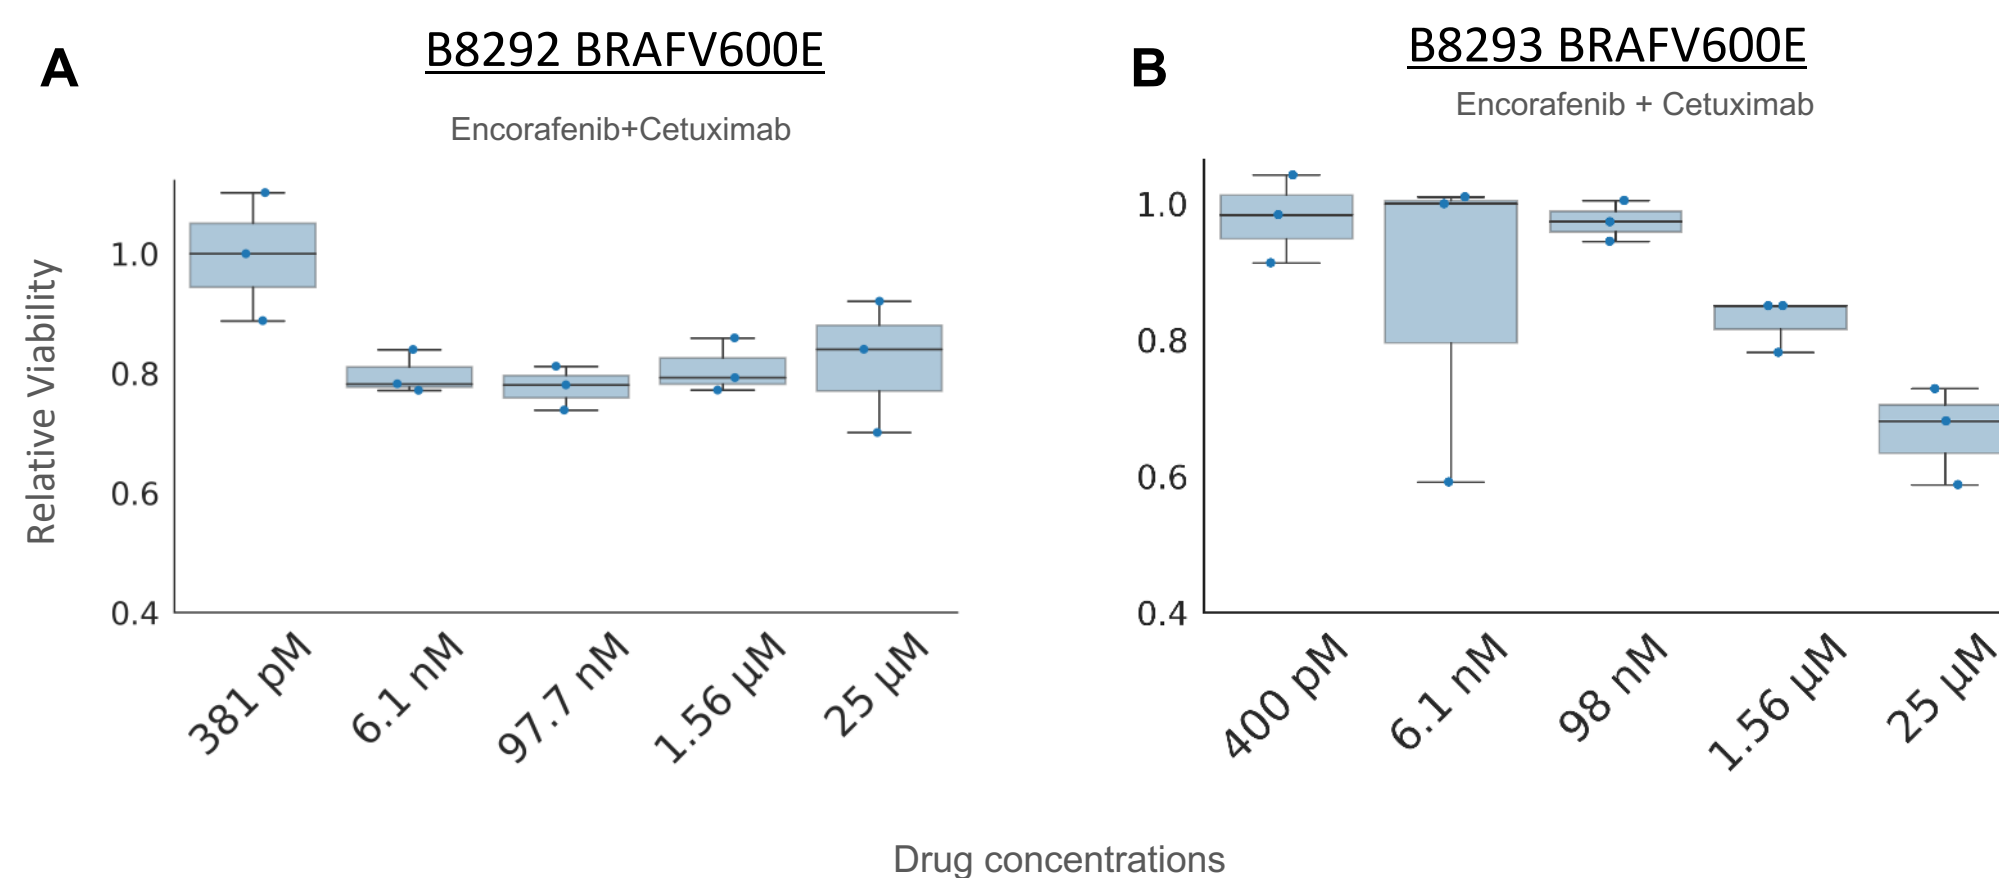 A
B8292 BRAFV600E
Encorafenib+Cetuximab
Relative Viability
1.0
0.8
0.6
0.4
381 pM
6.1 nM
97.7 nM
1.56 μM
25 μM
B
B8293 BRAFV600E
Encorafenib + Cetuximab
1.0
0.8
0.6
0.4
400 pM
6.1 nM
98 nM
1.56 μM
25 μM
Drug concentrations